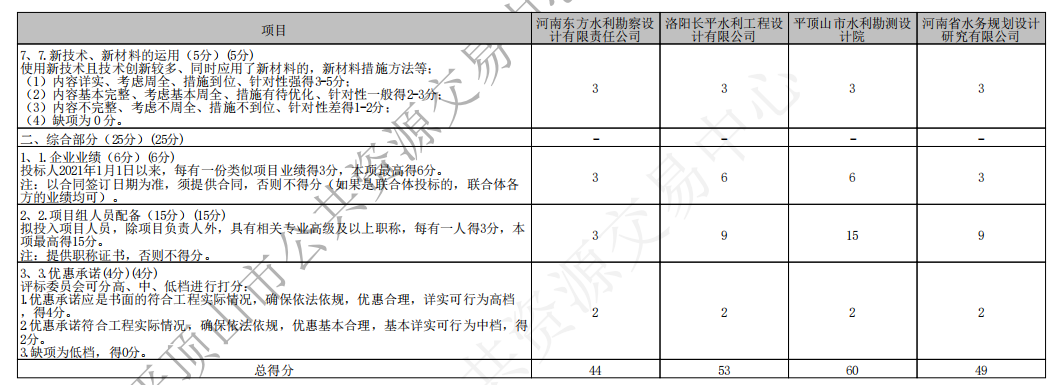 项目
河南东方水利勘察设
计有限责任公司
洛阳长平水利工程设
计有限公司
平顶山市水利勘测设
计院
河南省水务规划设计
研究有限公司
7、7.新技术、新材料的运用（5分）(5分)
使用新技术且技术创新较多、同时应用了新材料的，新材料措施方法等；
（1）内容详实、考虑周全、措施到位、针对性强得3-5分；
（2）内容基本完整、考虑基本周全、措施有待优化、针对性一般得2-3分；
（3）内容不完整、考虑不周全、措施不到位、针对性差得1-2分；
（4）缺项为 0 分。
3
3
3
3
二、综合部分（25分）(25分)
-
-
-
-
1、1.企业业绩（6分）(6分)
投标人2021年1月1日以来，每有一份类似项目业绩得3分，本项最高得6分。
注：以合同签订日期为准，须提供合同，否则不得分（如果是联合体投标的，联合体各
方的业绩均可）。
3
6
6
3
2、2.项目组人员配备（15分）(15分)
拟投入项目人员，除项目负责人外，具有相关专业高级及以上职称，每有一人得3分，本
项最高得15分。
注：提供职称证书，否则不得分。
3
9
15
9
3、3.优惠承诺(4分)(4分)
评标委员会可分高、中、低档进行打分：
1.优惠承诺应是书面的符合工程实际情况，确保依法依规，优惠合理，详实可行为高档
，得4分。
2优惠承诺符合工程实际情况，确保依法依规，优惠基本合理，基本详实可行为中档，得
2分。
3.缺项为低档，得0分。
2
2
2
2
总得分
44
53
60
49
平顶山市公共资源交易中心
共资源交易中心